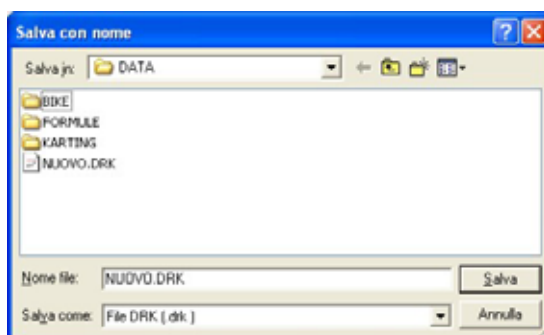 Salva con nome
Salva in: DATA
BIKE
FORMULE
KARTING
NUOVO.DRK
Nome file: NUOVO.DRK Salva
Salva come: File DRK (.drk) Annulla